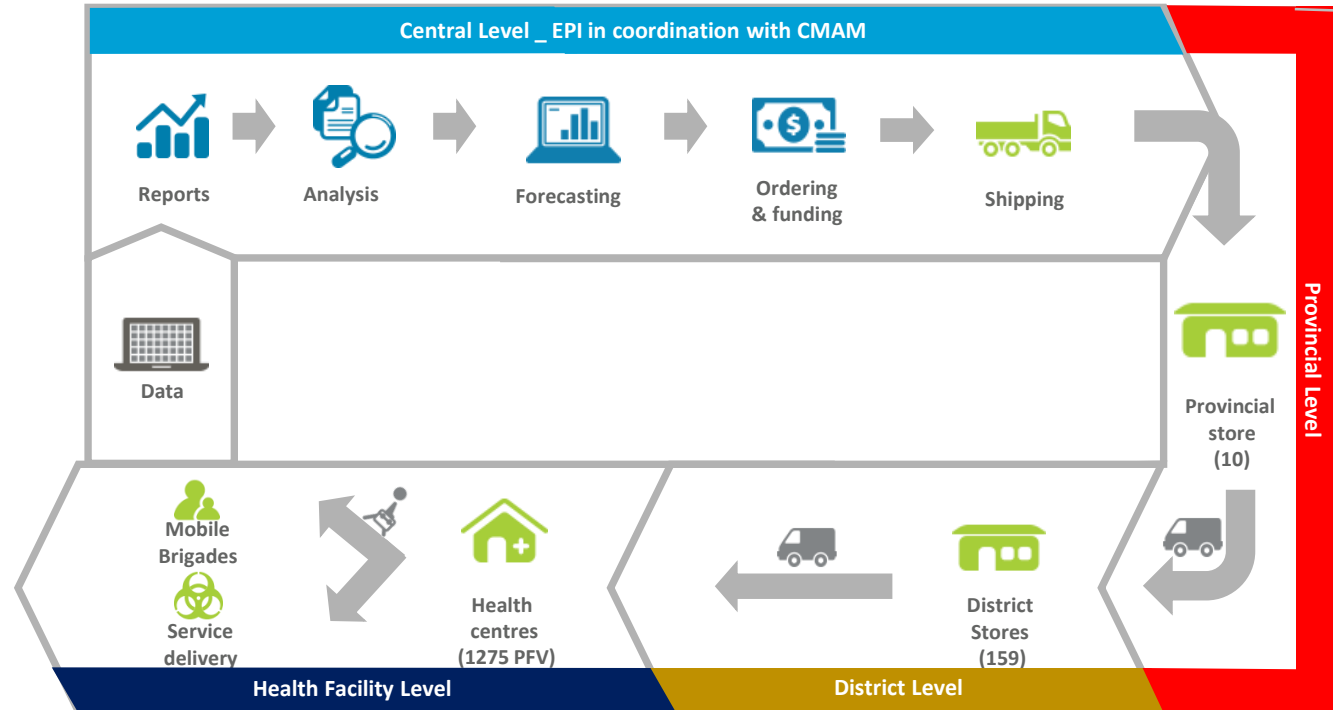 Central Level _ EPI in coordination with CMAM
Reports
Analysis
Forecasting
Ordering
& funding
Shipping
Provincial Level
Data
Provincial
store
(10)
Mobile
Brigades
Service
delivery
Health
centres
(1275 PFV)
District
Stores
(159)
Health Facility Level
District Level